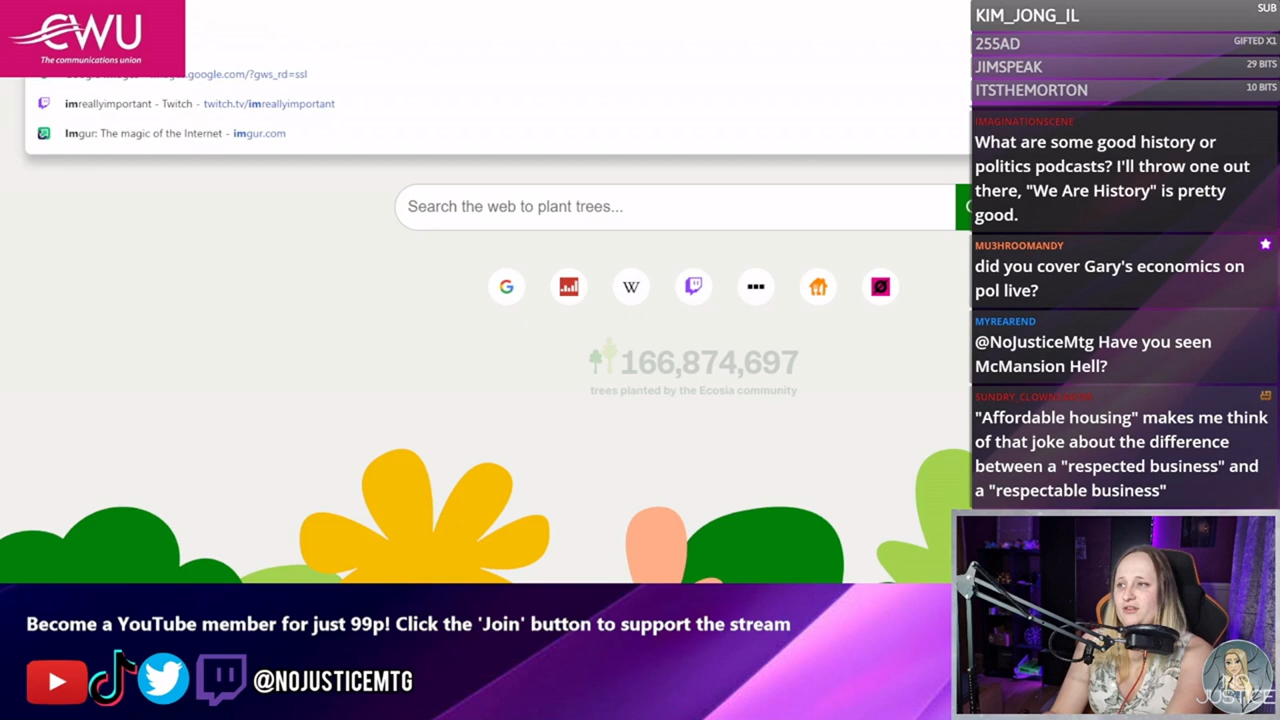 CWU
The communications union
.google.com/?gws_rd=ssl
imreallyimportant - Twitch - twitch.tv/imreallyimportant
Imgur: The magic of the Internet - imgur.com
Search the web to plant trees...
G
W
166,874,697
trees planted by the Ecosia community
KIM_JONG_IL SUB
255AD GIFTED X1
JIMSPEAK 29 BITS
ITSTHEMORTON 10 BITS
IMAGINATIONSCENE
What are some good history or
politics podcasts? I'll throw one out
there, "We Are History" is pretty
good.
MU3HROOMANDY
did you cover Gary's economics on
pol live?
MYREAREND
@NoJusticeMtg Have you seen
McMansion Hell?
"Affordable housing" makes me think
of that joke about the difference
between a "respected business" and
a "respectable business"
Become a YouTube member for just 99p! Click the 'Join' button to support the stream
@NOJUSTICEMTG
JUSTICE